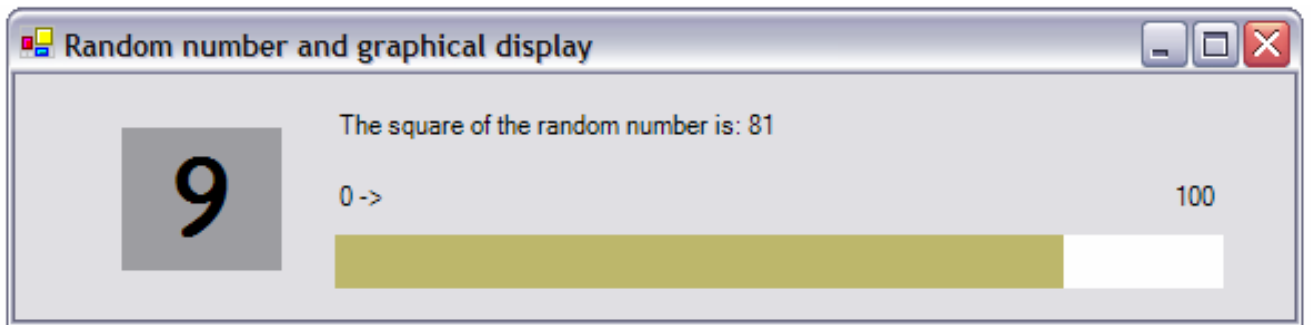 Random number and graphical display
The square of the random number is: 81
9
0 -> 100